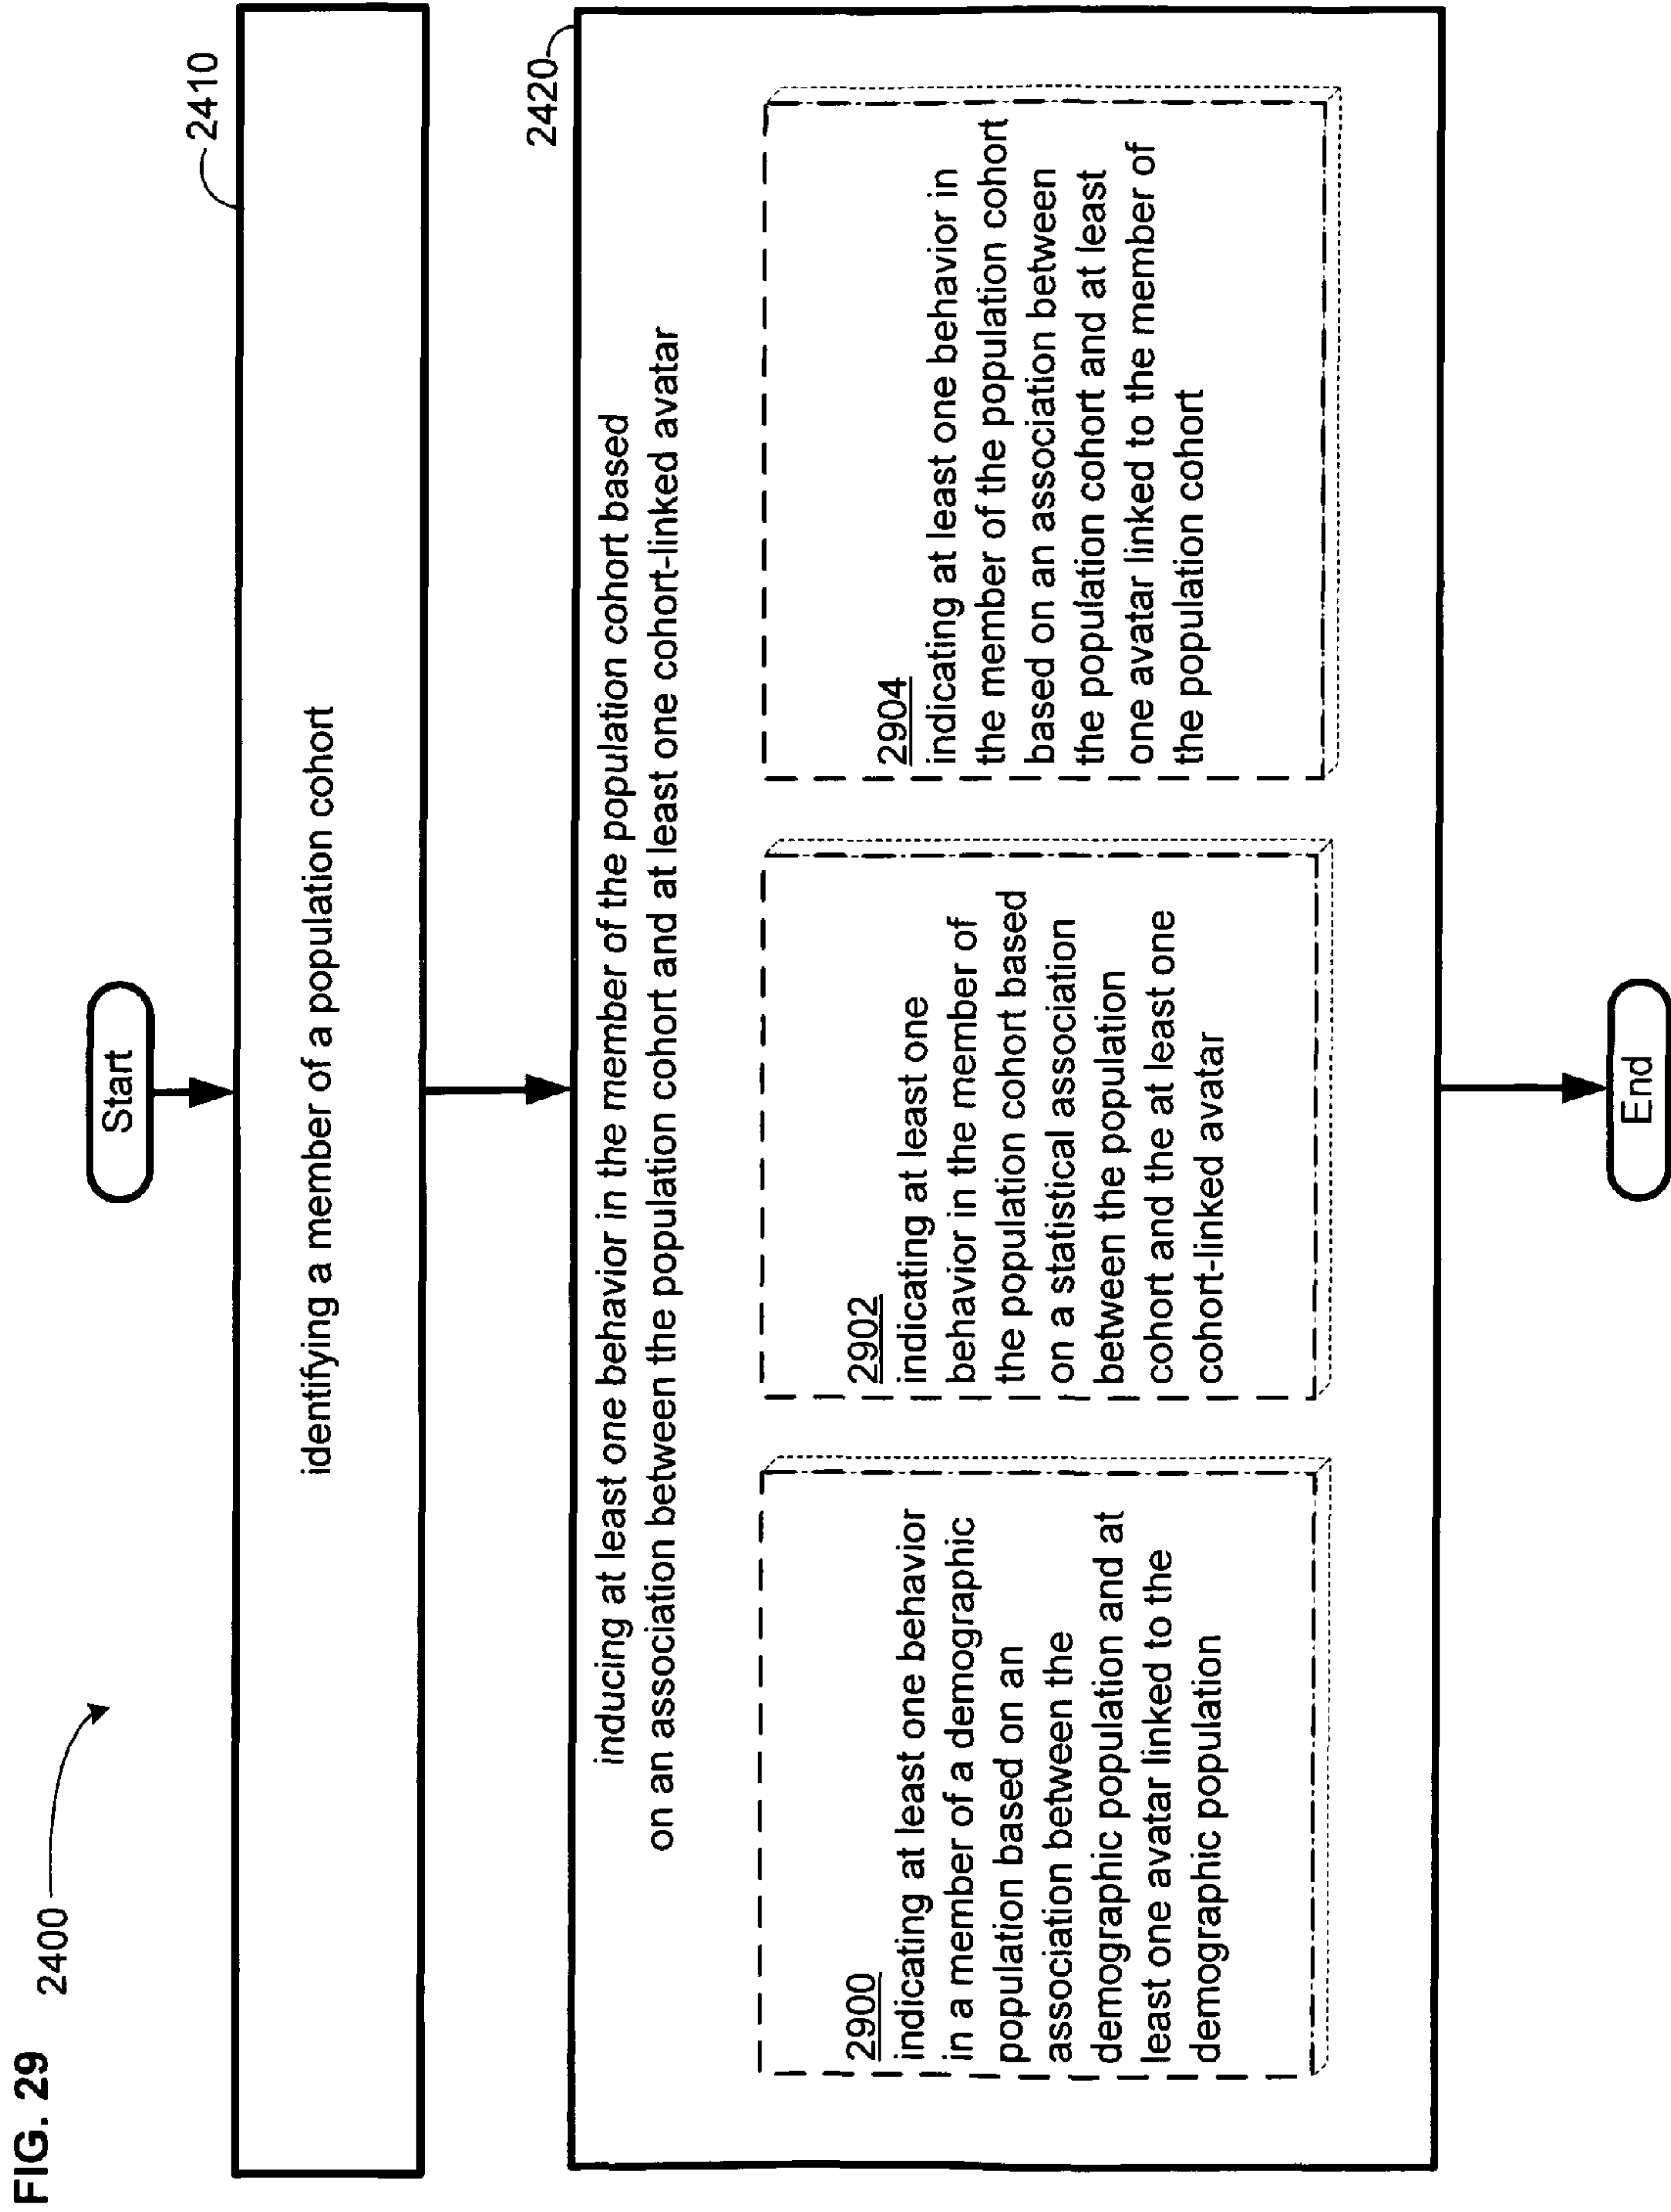 FIG. 29
2400
Start
2410
identifying a member of a population cohort
2420
inducing at least one behavior in the member of the population cohort based
on an association between the population cohort and at least one cohort-linked avatar
2900
indicating at least one behavior
in a member of a demographic
population based on an
association between the
demographic population and at
least one avatar linked to the
demographic population
2902
indicating at least one
behavior in the member of
the population cohort based
on a statistical association
between the population
cohort and the at least one
cohort-linked avatar
2904
indicating at least one behavior in
the member of the population cohort
based on an association between
the population cohort and at least
one avatar linked to the member of
the population cohort
End